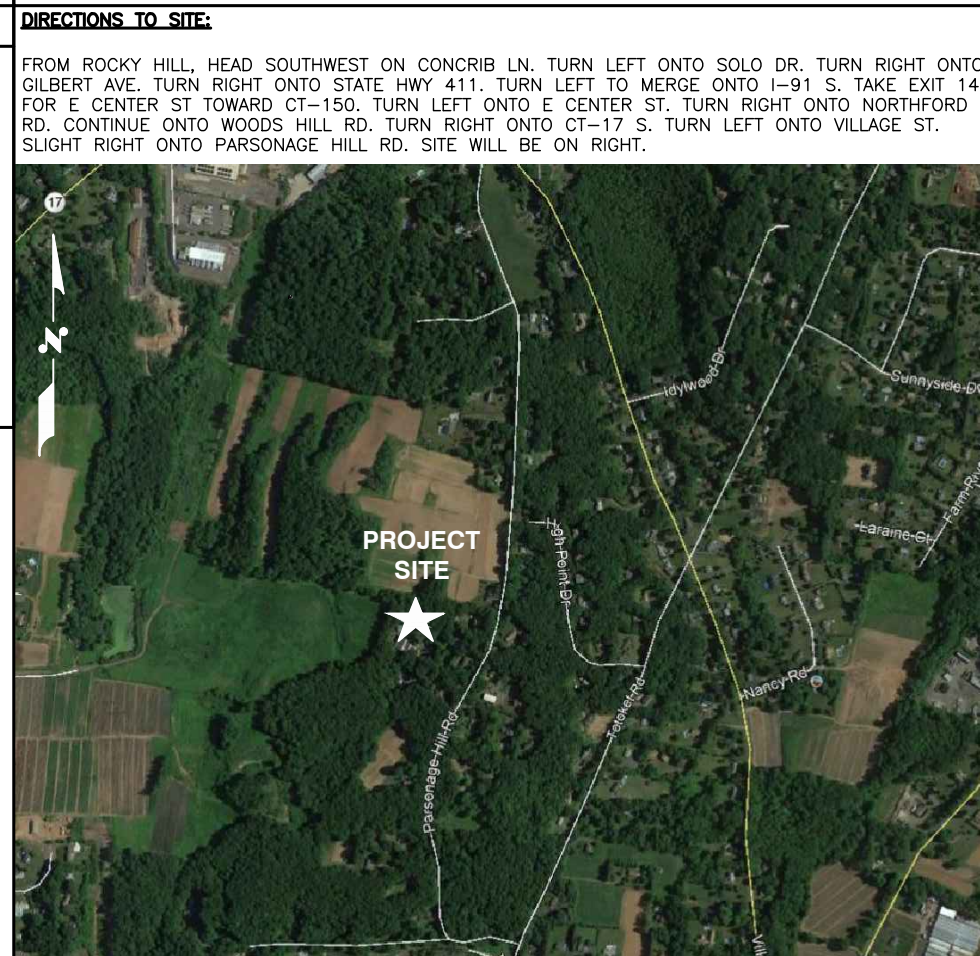 DIRECTIONS TO SITE:
FROM ROCKY HILL, HEAD SOUTHWEST ON CONCRIB LN. TURN LEFT ONTO SOLO DR. TURN RIGHT ONTO
GILBERT AVE. TURN RIGHT ONTO STATE HWY 411. TURN LEFT TO MERGE ONTO I-91 S. TAKE EXIT 14
FOR E CENTER ST TOWARD CT-150. TURN LEFT ONTO E CENTER ST. TURN RIGHT ONTO NORTHFORD
RD. CONTINUE ONTO WOODS HILL RD. TURN RIGHT ONTO CT-17 S. TURN LEFT ONTO VILLAGE ST.
SLIGHT RIGHT ONTO PARSONAGE HILL RD. SITE WILL BE ON RIGHT.
17
N
Idylwood Dr
Sunnyside D
Farm Riv
Laraine Ct
PROJECT
SITE
igh Point Dr
Nancy Rd
Totoket Rd
Parsonage Hill Rd
Vill